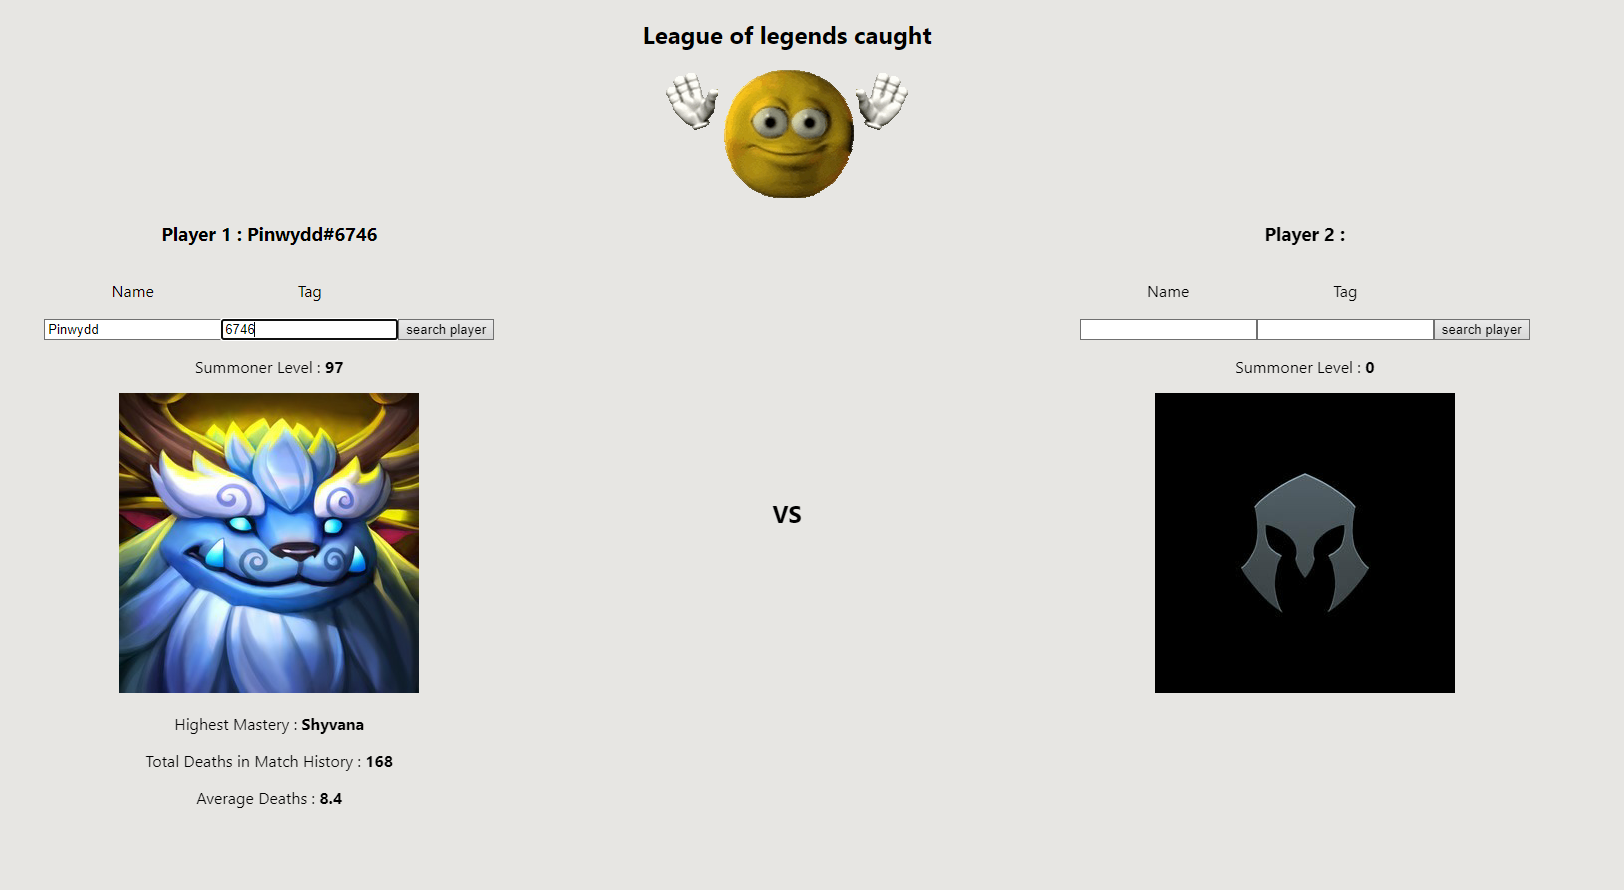 League of legends caught
Player 1 : Pinwydd#6746
Name Tag
Pinwydd 6746 search player
Summoner Level : 97
Highest Mastery : Shyvana
Total Deaths in Match History : 168
Average Deaths : 8.4
VS
Player 2 :
Name Tag
search player
Summoner Level : 0